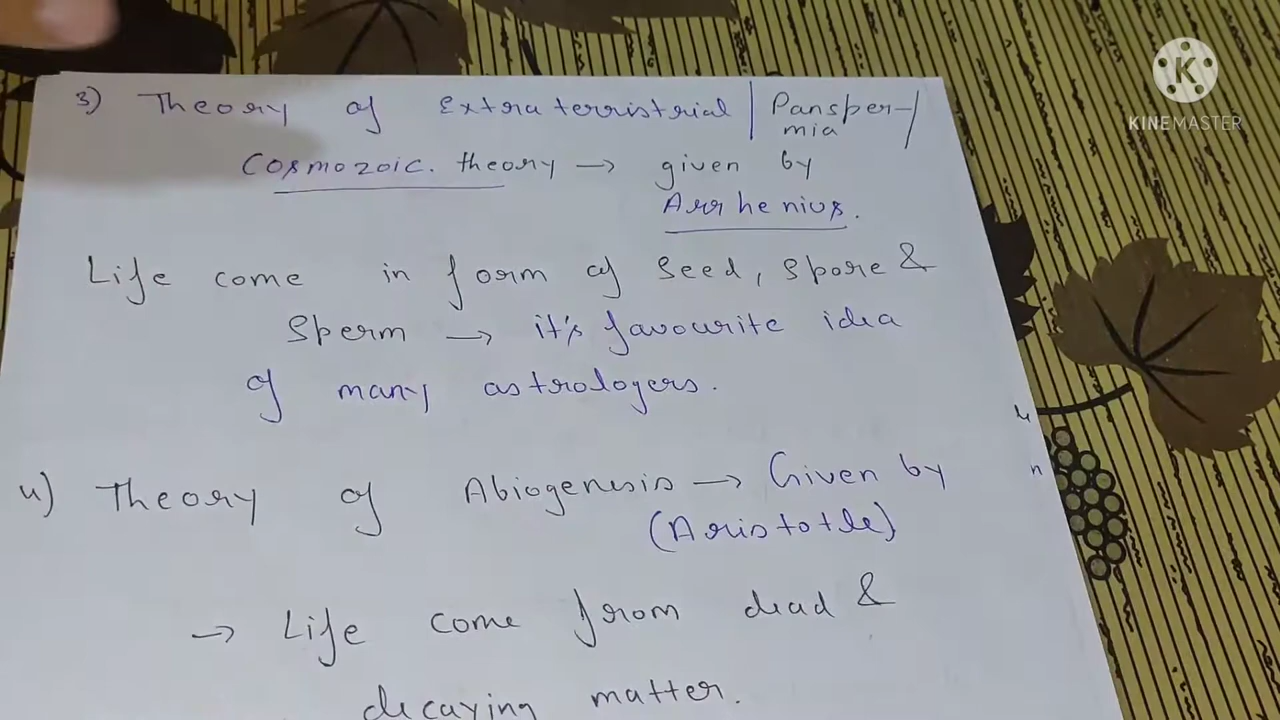 3) Theory of Extra terristrial | Pansper-
mia
Cosmozoic. theory → given by
Arrhenius.
Life come in form of seed, spore &
Sperm → it's favourite idea
of many astrologers.
4) Theory of Abiogenesis → Given by
(Aristotle)
→ Life come from dead &
decaying matter.
KINEMASTER